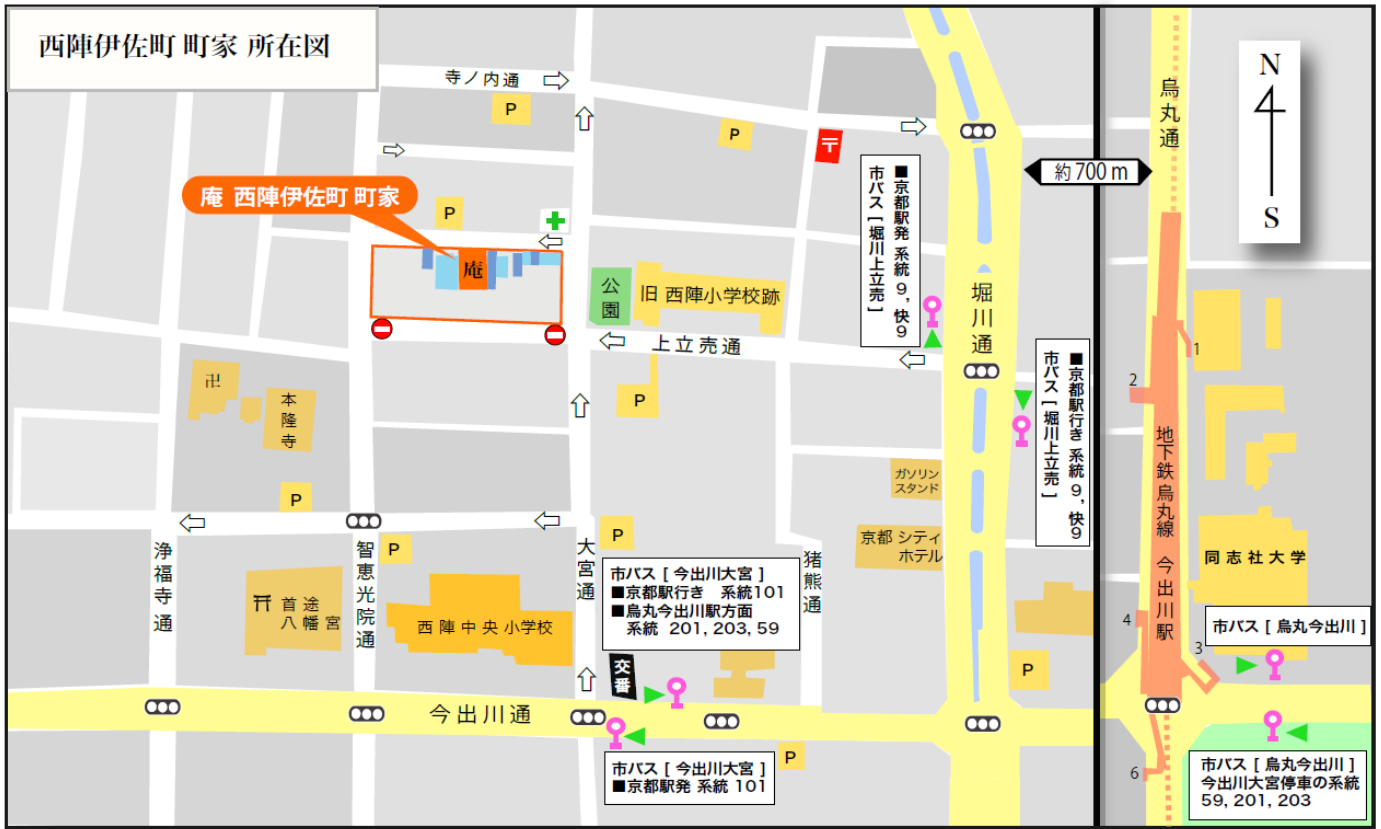 西陣伊佐町 町家 所在図
寺ノ内通
P
P
〒
庵 西陣伊佐町 町家
P
庵
公園
旧 西陣小学校跡
上立売通
■京都駅発 系統 9, 快9
市バス [ 堀川上立売 ]
堀川通
約 700 m
烏丸通
N
S
■京都駅行き 系統 9, 快9
市バス [ 堀川上立売 ]
1
2
卍
本隆寺
P
P
ガソリン
スタンド
京都 シティ
ホテル
地下鉄烏丸線 今出川駅
同志社大学
浄福寺通
智恵光院通
P
大宮通
P
猪熊通
首途
八幡宮
西陣中央小学校
市バス [ 今出川大宮 ]
■京都駅行き 系統101
■烏丸今出川駅方面
系統 201, 203, 59
交番
P
4
3
市バス [ 烏丸今出川 ]
今出川通
市バス [ 今出川大宮 ]
■京都駅発 系統 101
P
6
市バス [ 烏丸今出川 ]
今出川大宮停車の系統
59, 201, 203